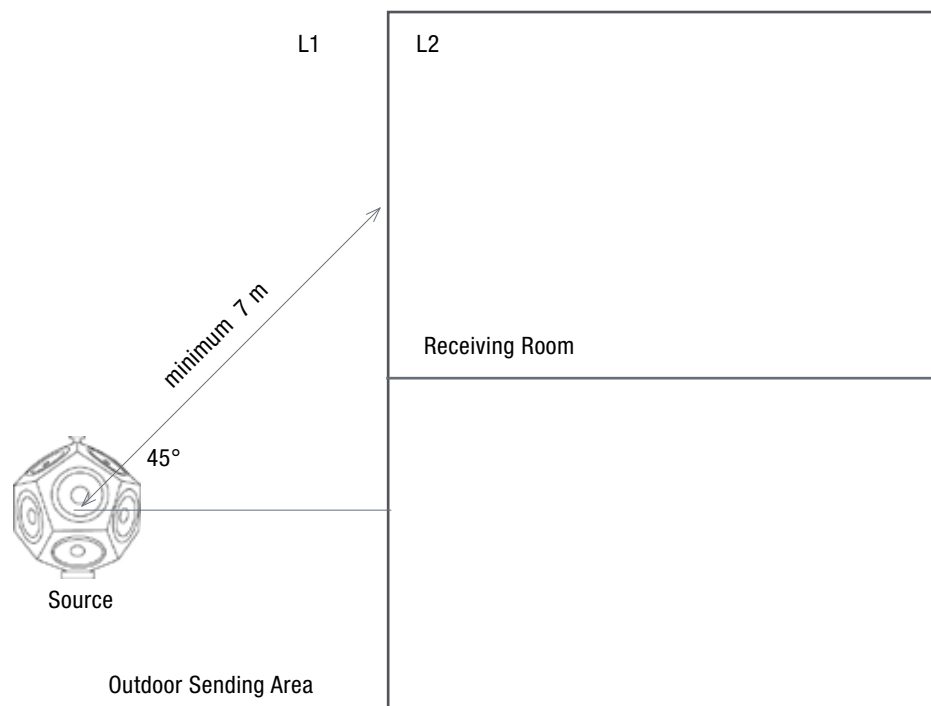 L1
L2
minimum 7 m
Receiving Room
45°
Source
Outdoor Sending Area